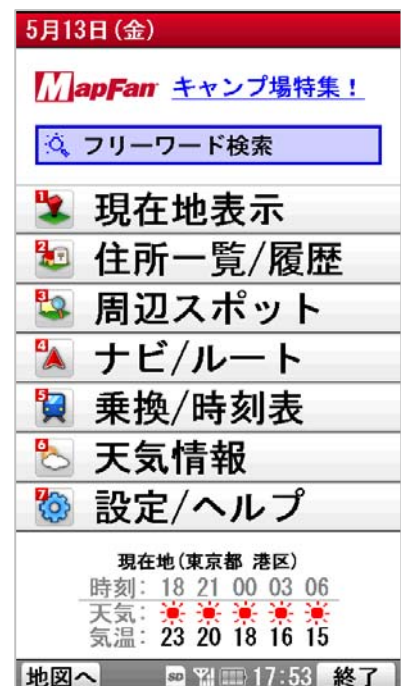 5月13日(金)
MapFan キャンプ場特集！
フリーワード検索
1 現在地表示
2 住所一覧/履歴
3 周辺スポット
4 ナビ/ルート
5 乗換/時刻表
6 天気情報
7 設定/ヘルプ
現在地(東京都 港区)
時刻: 18 21 00 03 06
天気:
気温: 23 20 18 16 15
地図へ SD 17:53 終了